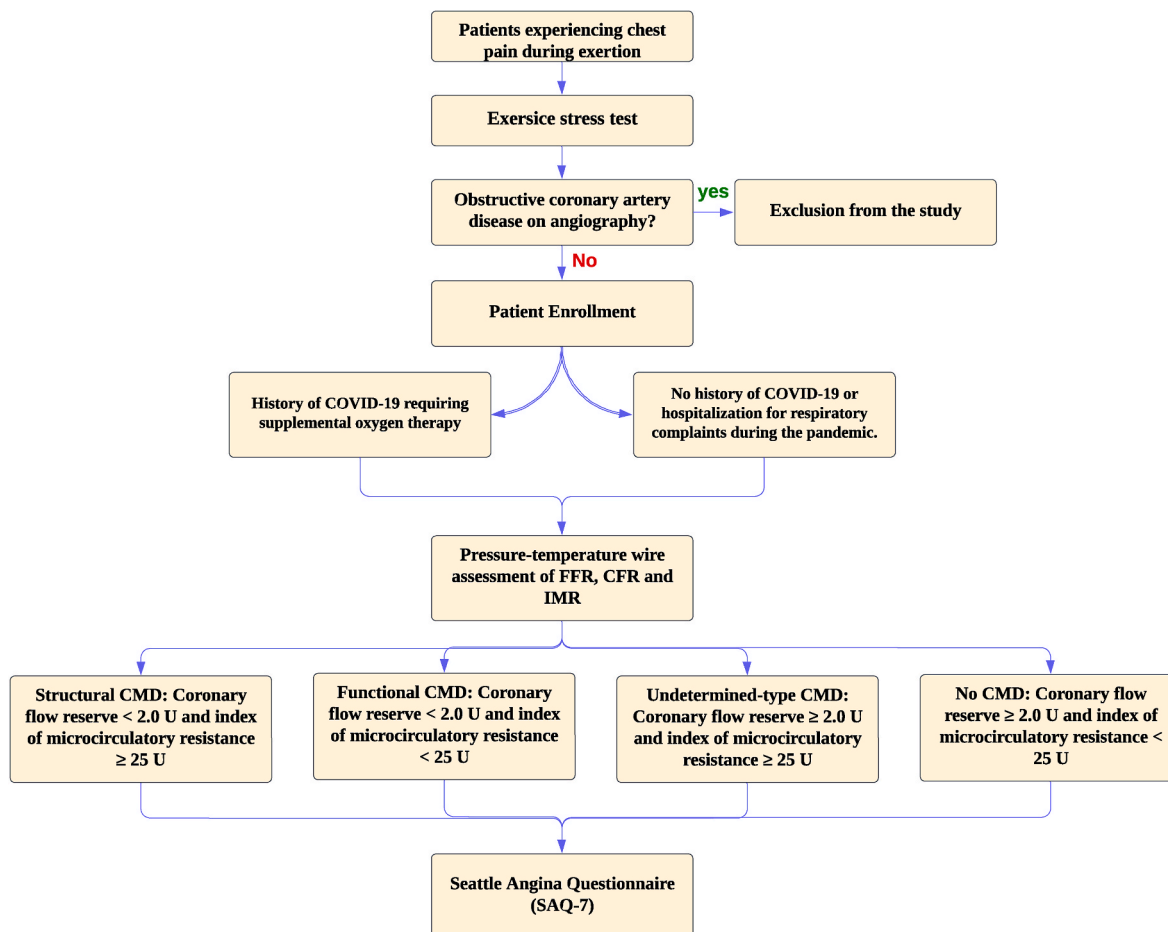 Patients experiencing chest
pain during exertion
Exersice stress test
Obstructive coronary artery
disease on angiography?
yes
Exclusion from the study
No
Patient Enrollment
History of COVID-19 requiring
supplemental oxygen therapy
No history of COVID-19 or
hospitalization for respiratory
complaints during the pandemic.
Pressure-temperature wire
assessment of FFR, CFR and
IMR
Structural CMD: Coronary
flow reserve < 2.0 U and index
of microcirculatory resistance
≥ 25 U
Functional CMD: Coronary
flow reserve < 2.0 U and index
of microcirculatory resistance
< 25 U
Undetermined-type CMD:
Coronary flow reserve ≥ 2.0 U
and index of microcirculatory
resistance ≥ 25 U
No CMD: Coronary flow
reserve ≥ 2.0 U and index of
microcirculatory resistance <
25 U
Seattle Angina Questionnaire
(SAQ-7)